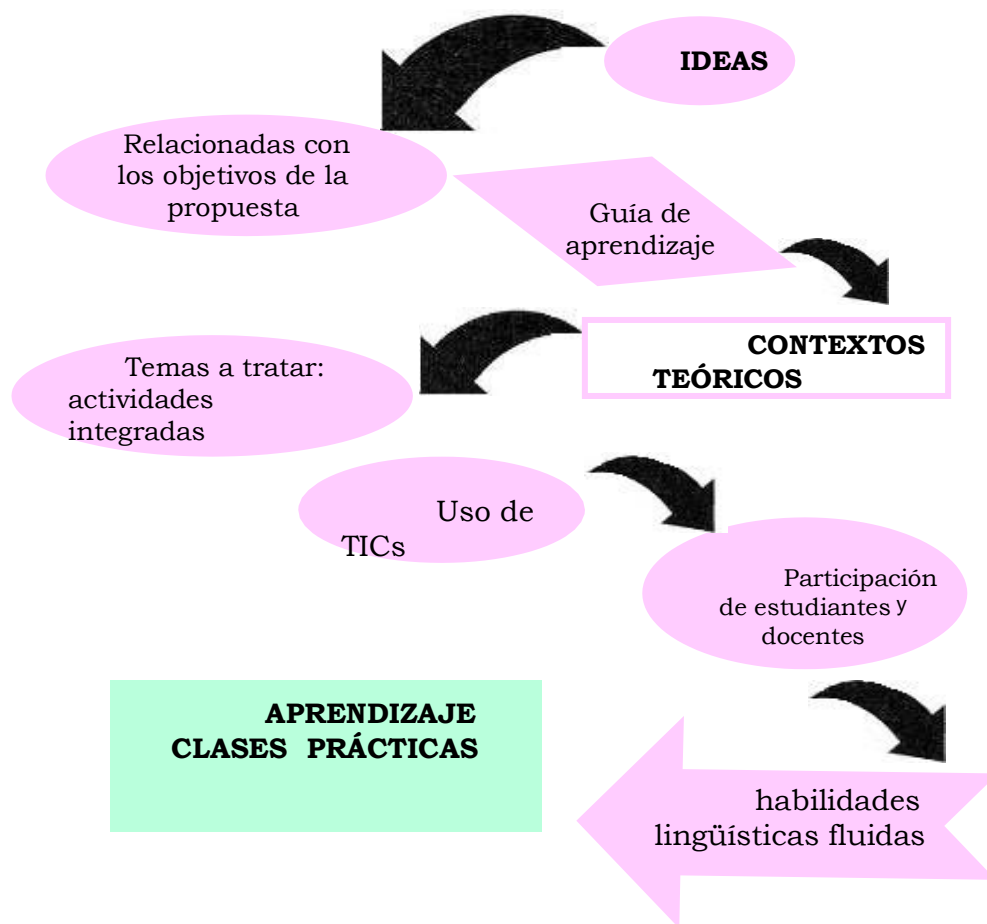 IDEAS
Relacionadas con
los objetivos de la
propuesta
Guía de
aprendizaje
CONTEXTOS
TEÓRICOS
Temas a tratar:
actividades
integradas
Uso de
TICs
Participación
de estudiantes y
docentes
APRENDIZAJE
CLASES PRÁCTICAS
habilidades
lingüísticas fluidas